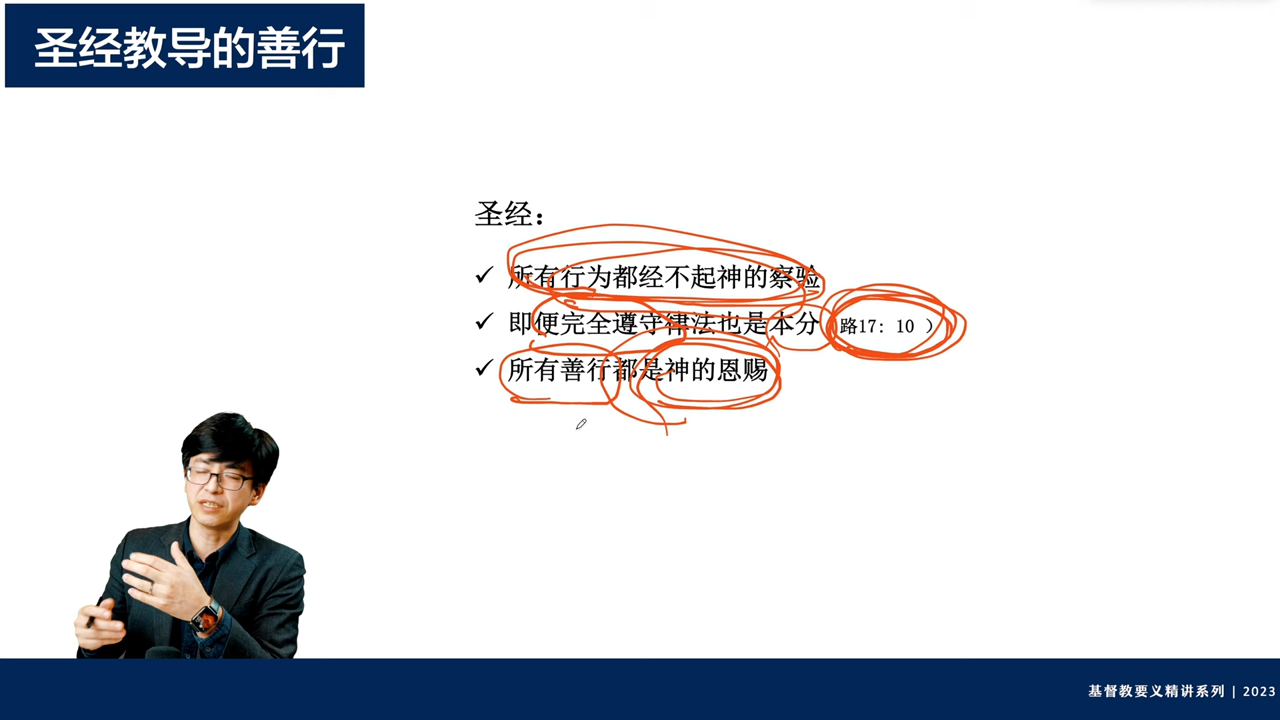 圣经教导的善行
圣经：
✓ 所有行为都经不起神的察验
✓ 即便完全遵守律法也是本分（路17：10 ）
✓ 所有善行都是神的恩赐
基督教要义精讲系列 | 2023